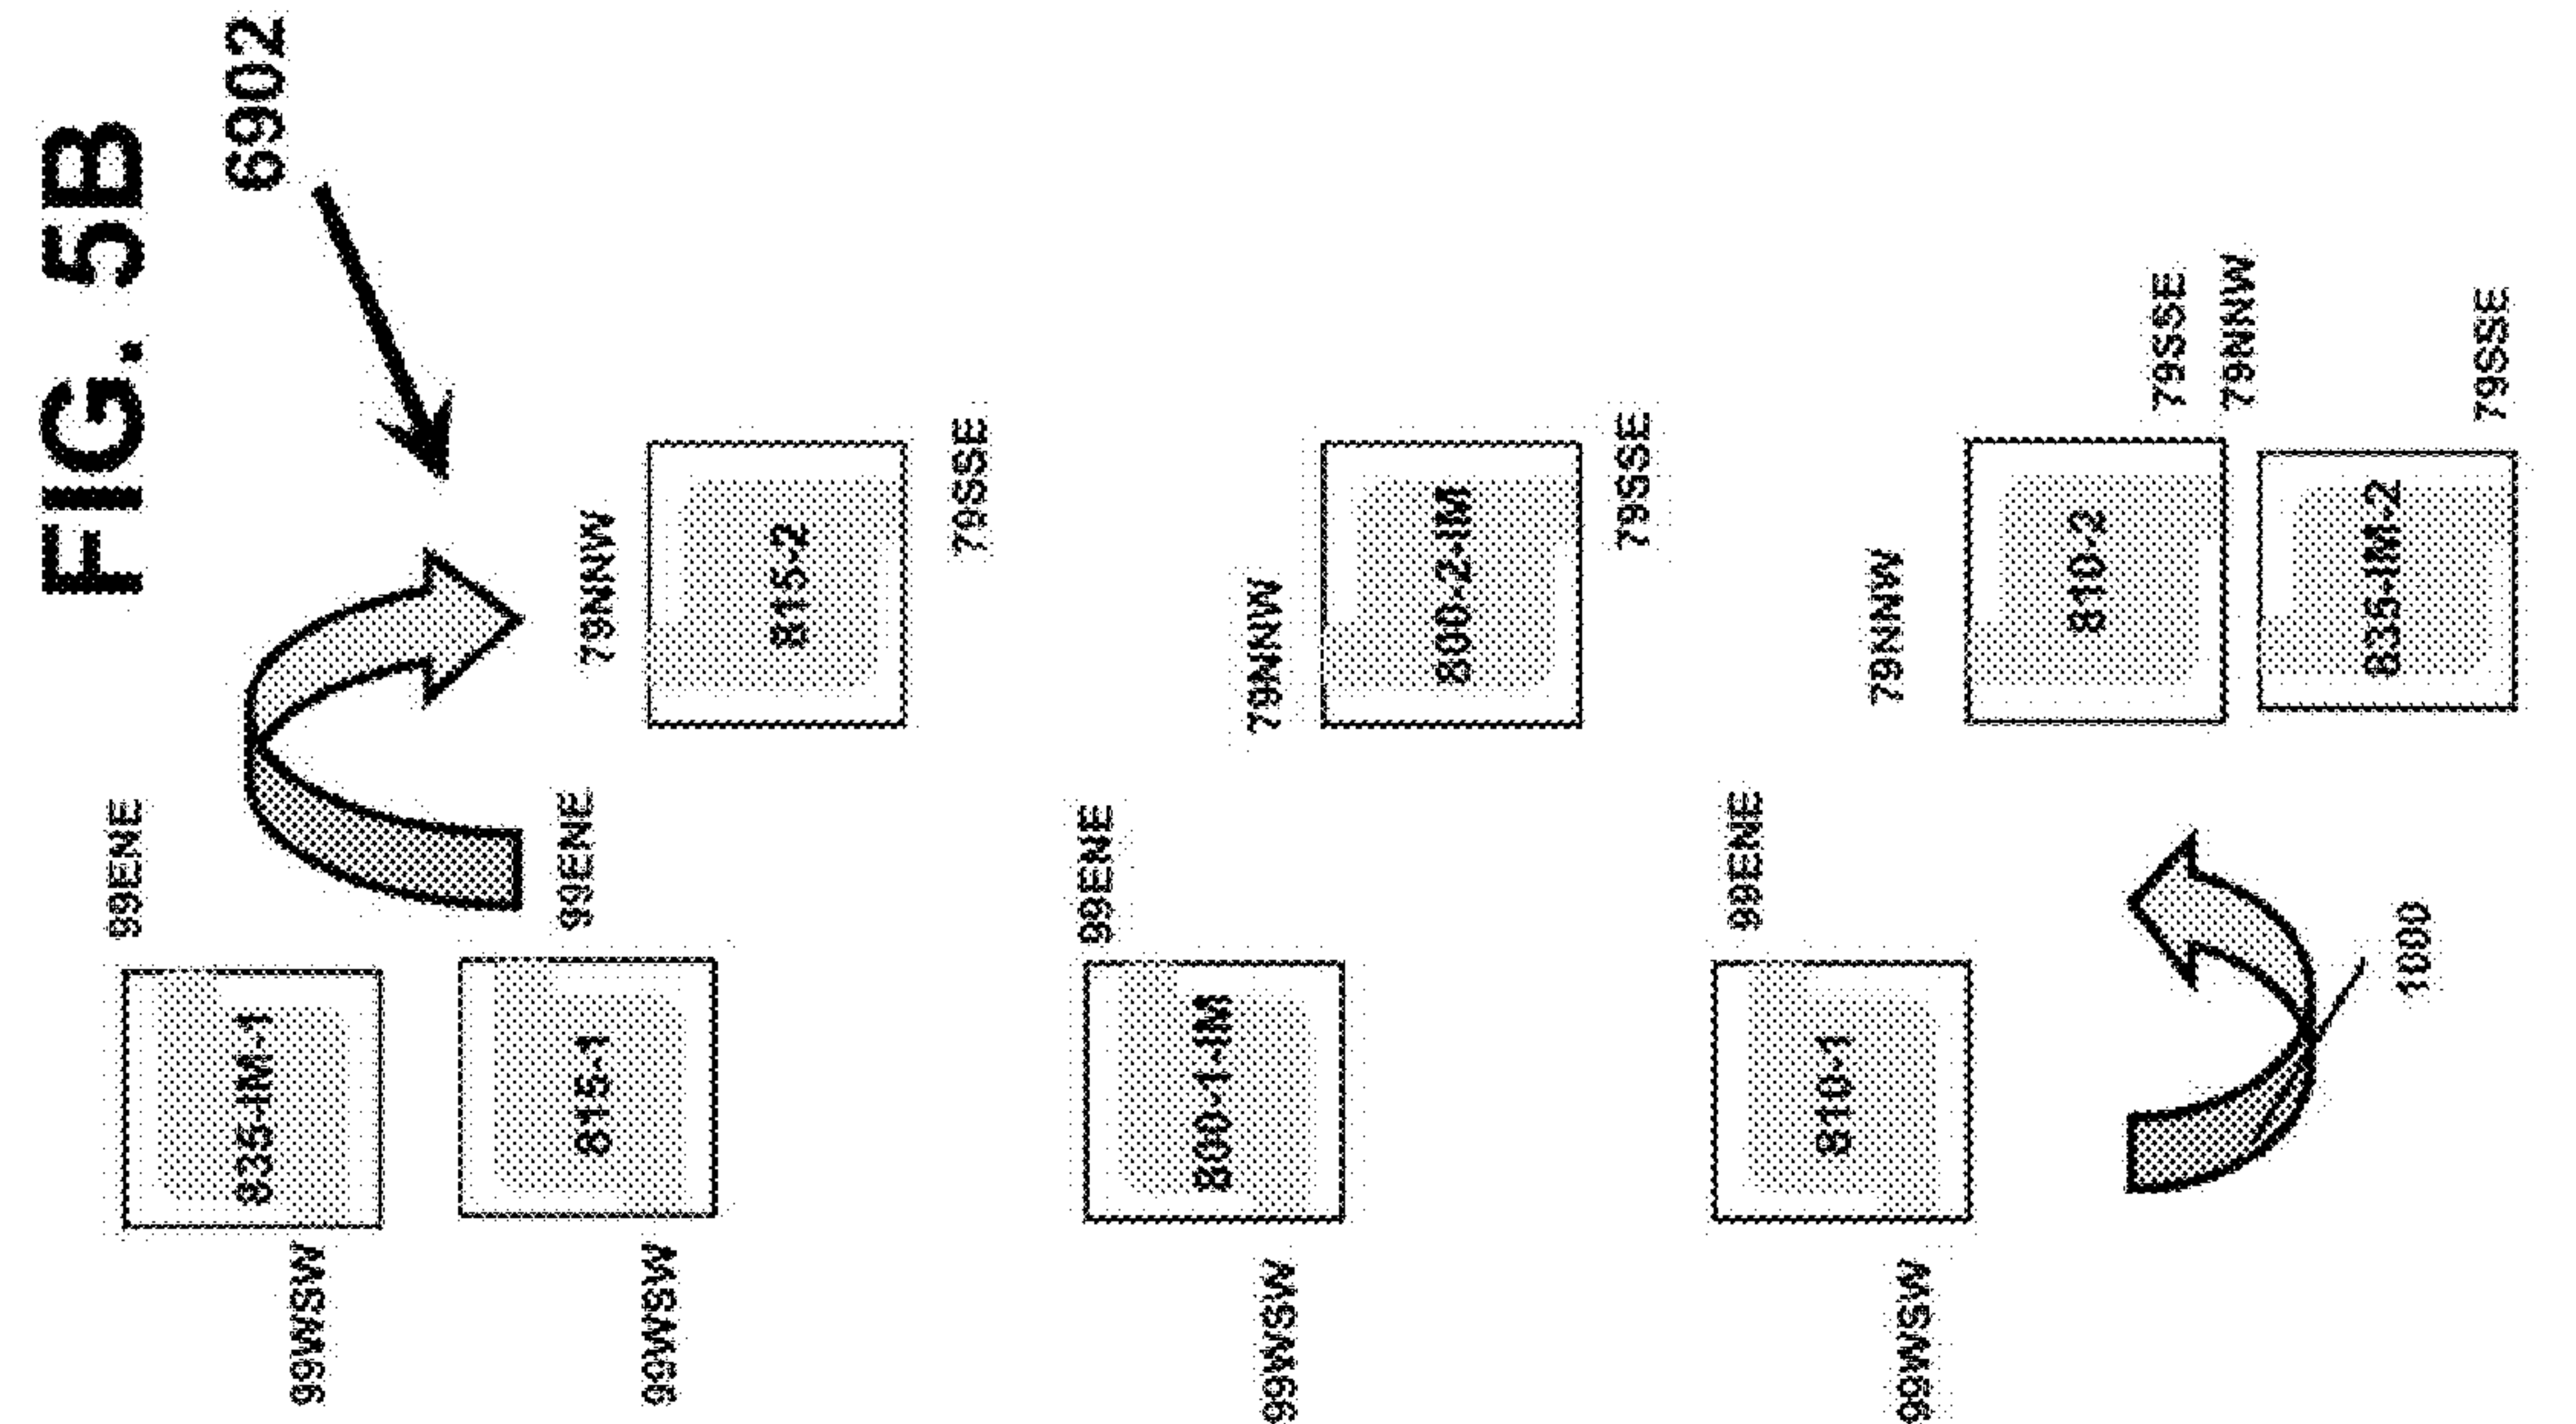 FIG. 5B
99ENE
6902
835-IM-1
99WSW
99ENE
815-1
79NNW
99WSW
815-2
79SSE
99ENE
800-1-IM
79NNW
99WSW
800-2-IM
79SSE
99ENE
810-1
79NNW
99WSW
810-2
79SSE
79NNW
835-IM-2
1000
79SSE